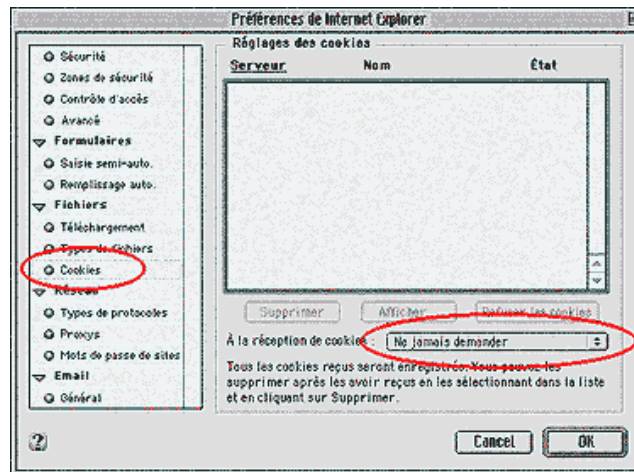 Préférences de Internet Explorer
Sécurité
Zones de sécurité
Contrôle d'accès
Avancé
Formulaires
Saisie semi-auto.
Remplissage auto.
Fichiers
Téléchargement
Types de fichiers
Cookies
Réseau
Types de protocoles
Proxys
Mots de passe de sites
Email
Général
Réglages des cookies
Serveur Nom État
Supprimer Afficher Refuser les cookies
À la réception de cookies : Ne jamais demander
Tous les cookies reçus seront enregistrés. Vous pouvez les
supprimer après les avoir reçus en les sélectionnant dans la liste
et en cliquant sur Supprimer.
?
Cancel OK